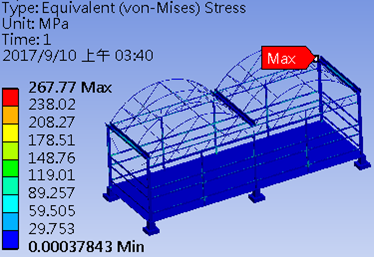 Type: Equivalent (von-Mises) Stress
Unit: MPa
Time: 1
2017/9/10 上午 03:40
Max
267.77 Max
238.02
208.27
178.51
148.76
119.01
89.257
59.505
29.753
0.00037843 Min